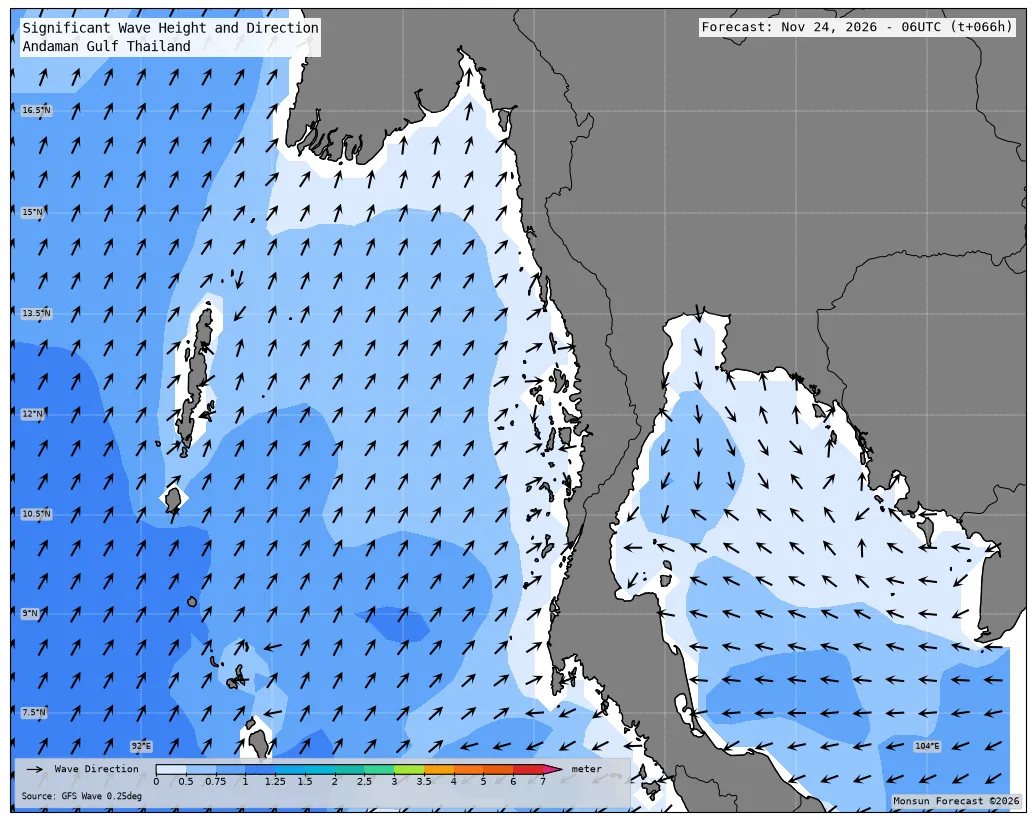 Significant Wave Height and Direction
Andaman Gulf Thailand
Forecast: Nov 24, 2026 - 06UTC (t+066h)
16.5°N
15°N
13.5°N
12°N
10.5°N
9°N
7.5°N
92°E
104°E
Wave Direction
meter
0.5 0.75 1 1.25 1.5 2 2.5 3 3.5 4 5 6 7
Source: GFS Wave 0.25deg
Monsun Forecast ©2026